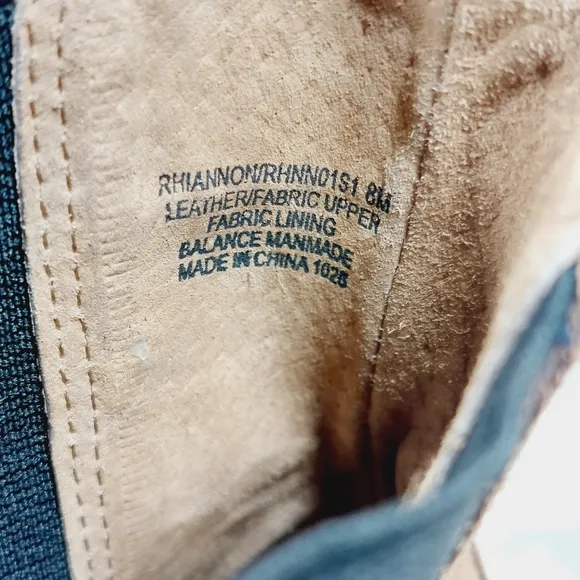 RHIANNON/RHNN01S1 8M
LEATHER/FABRIC UPPER
FABRIC LINING
BALANCE MANMADE
MADE IN CHINA 1028